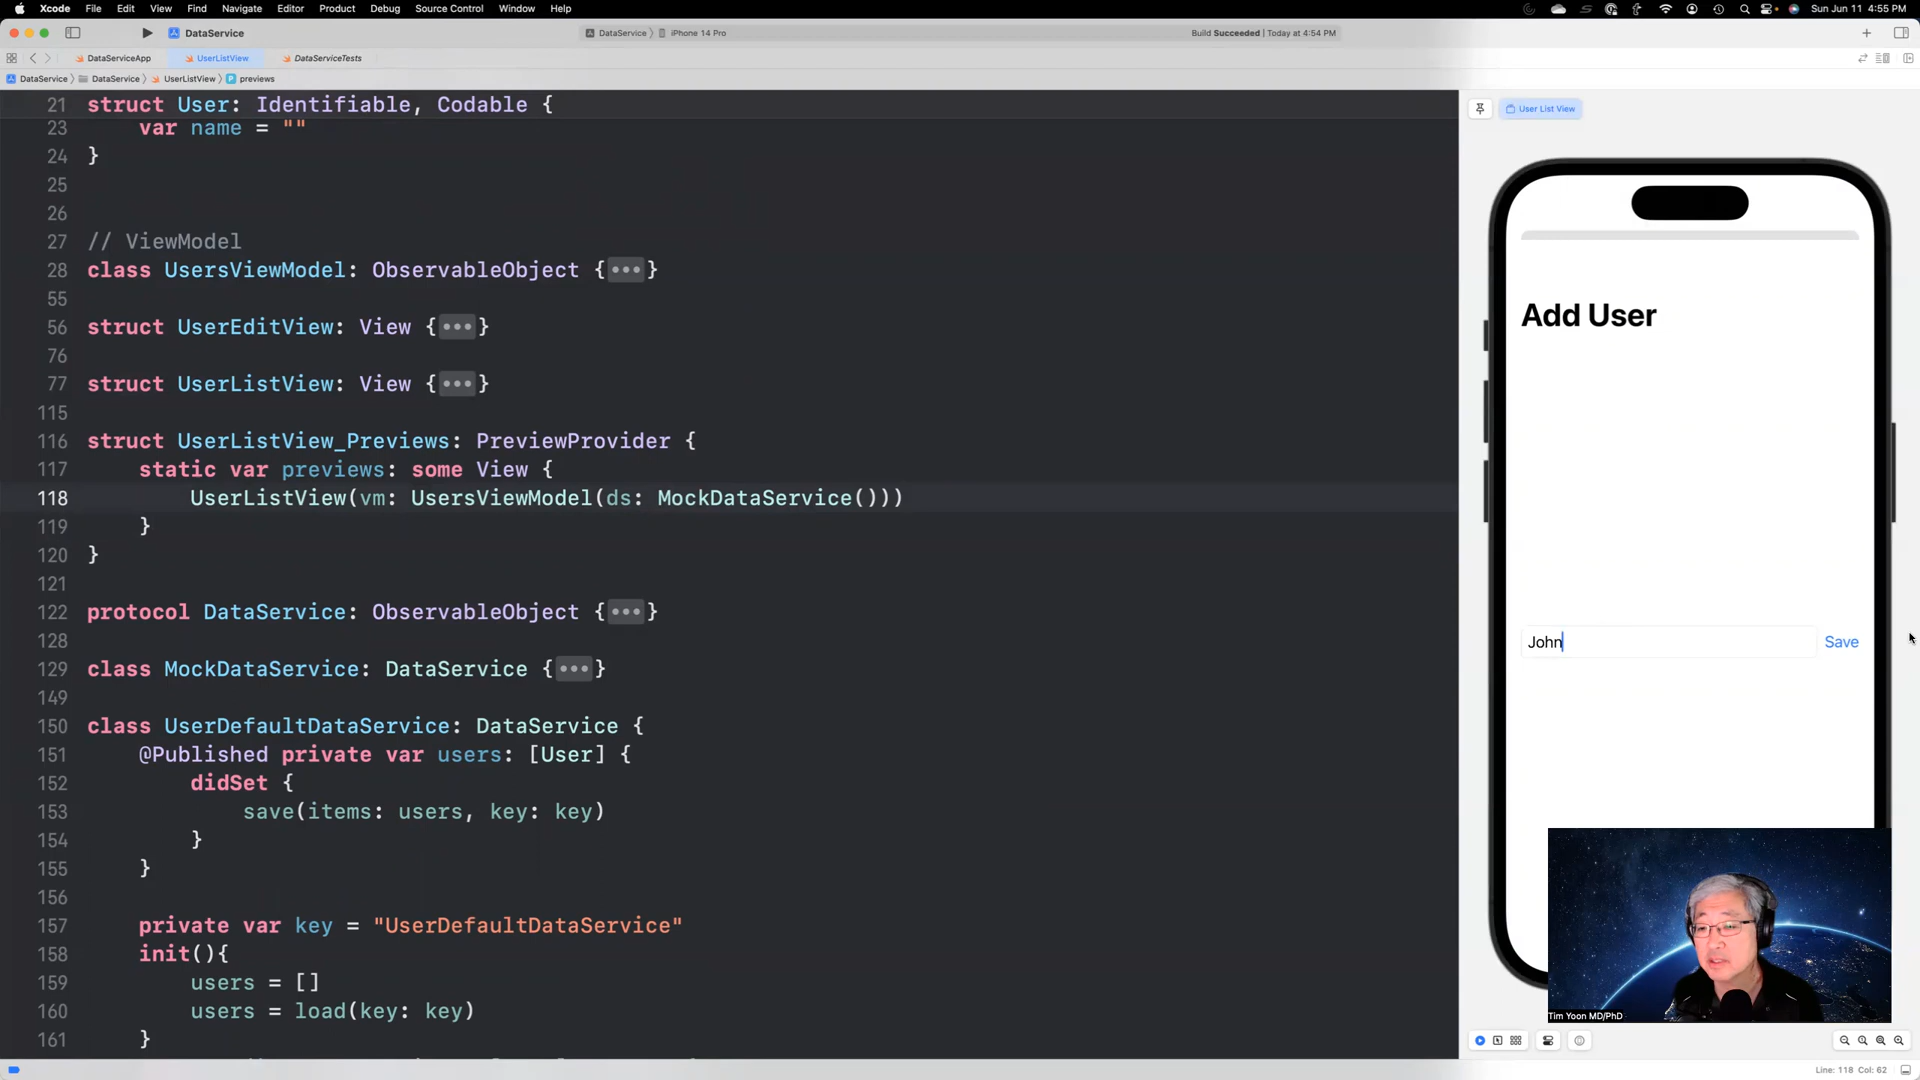 Xcode File Edit View Find Navigate Editor Product Debug Source Control Window Help Sun Jun 11 4:55 PM
DataService DataService iPhone 14 Pro Build Succeeded | Today at 4:54 PM
DataServiceApp UserListView DataServiceTests
DataService DataService UserListView P previews
21 struct User: Identifiable, Codable {
23 var name = ""
24 }
25
26
27 // ViewModel
28 class UsersViewModel: ObservableObject {•••}
55
56 struct UserEditView: View {•••}
76
77 struct UserListView: View {•••}
115
116 struct UserListView_Previews: PreviewProvider {
117 static var previews: some View {
118 UserListView(vm: UsersViewModel(ds: MockDataService()))
119 }
120 }
121
122 protocol DataService: ObservableObject {•••}
128
129 class MockDataService: DataService {•••}
149
150 class UserDefaultDataService: DataService {
151 @Published private var users: [User] {
152 didSet {
153 save(items: users, key: key)
154 }
155 }
156
157 private var key = "UserDefaultDataService"
158 init(){
159 users = []
160 users = load(key: key)
161 }
User List View
Add User
John Save
Tim Yoon MD/PhD
Line: 118 Col: 62